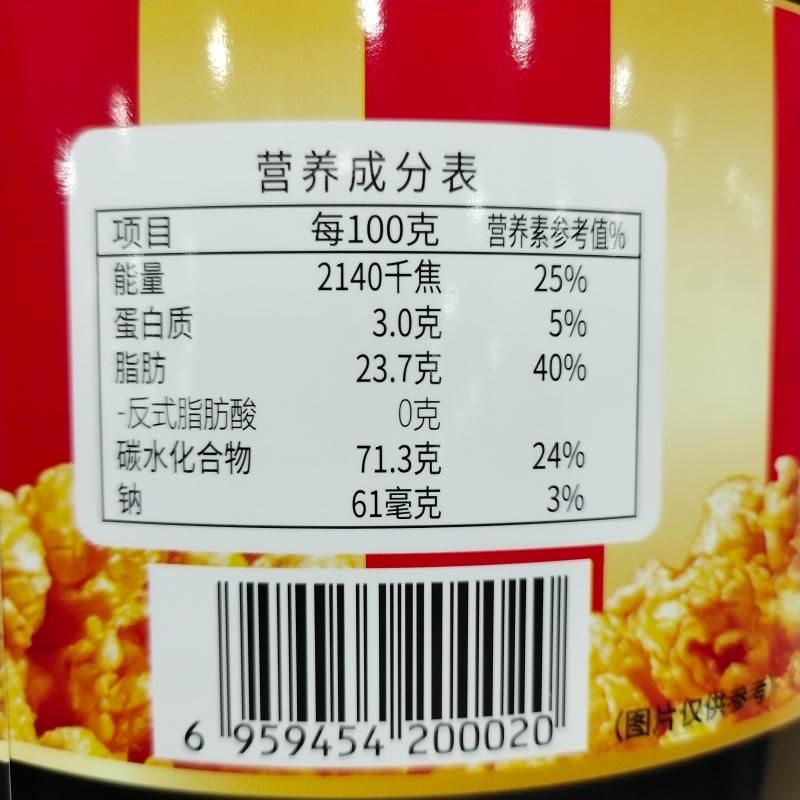 营养成分表
项目 每100克 营养素参考值%
能量 2140千焦 25%
蛋白质 3.0克 5%
脂肪 23.7克 40%
-反式脂肪酸 0克
碳水化合物 71.3克 24%
钠 61毫克 3%
6 959454 200020
(图片仅供参考)